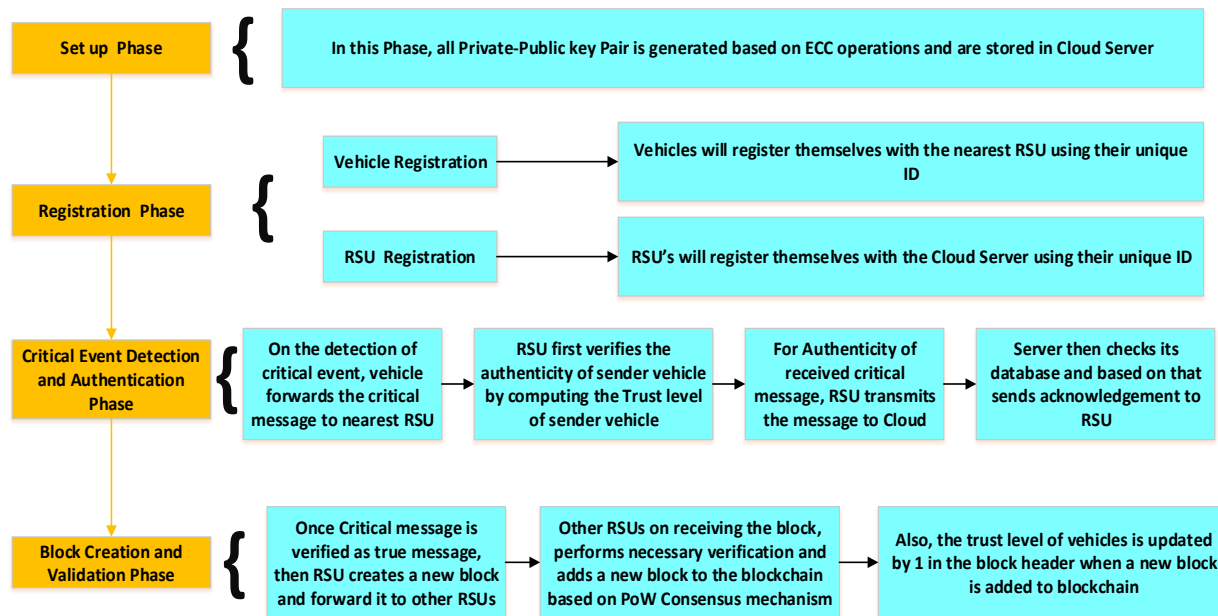 Set up Phase
{
In this Phase, all Private-Public key Pair is generated based on ECC operations and are stored in Cloud Server
Registration Phase
{
Vehicle Registration
Vehicles will register themselves with the nearest RSU using their unique
ID
RSU Registration
RSU's will register themselves with the Cloud Server using their unique ID
Critical Event Detection
and Authentication
Phase
{
On the detection of
critical event, vehicle
forwards the critical
message to nearest RSU
RSU first verifies the
authenticity of sender vehicle
by computing the Trust level
of sender vehicle
For Authenticity of
received critical
message, RSU transmits
the message to Cloud
Server then checks its
database and based on that
sends acknowledgement to
RSU
Block Creation and
Validation Phase
{
Once Critical message is
verified as true message,
then RSU creates a new block
and forward it to other RSUs
Other RSUs on receiving the block,
performs necessary verification and
adds a new block to the blockchain
based on PoW Consensus mechanism
Also, the trust level of vehicles is updated
by 1 in the block header when a new block
is added to blockchain